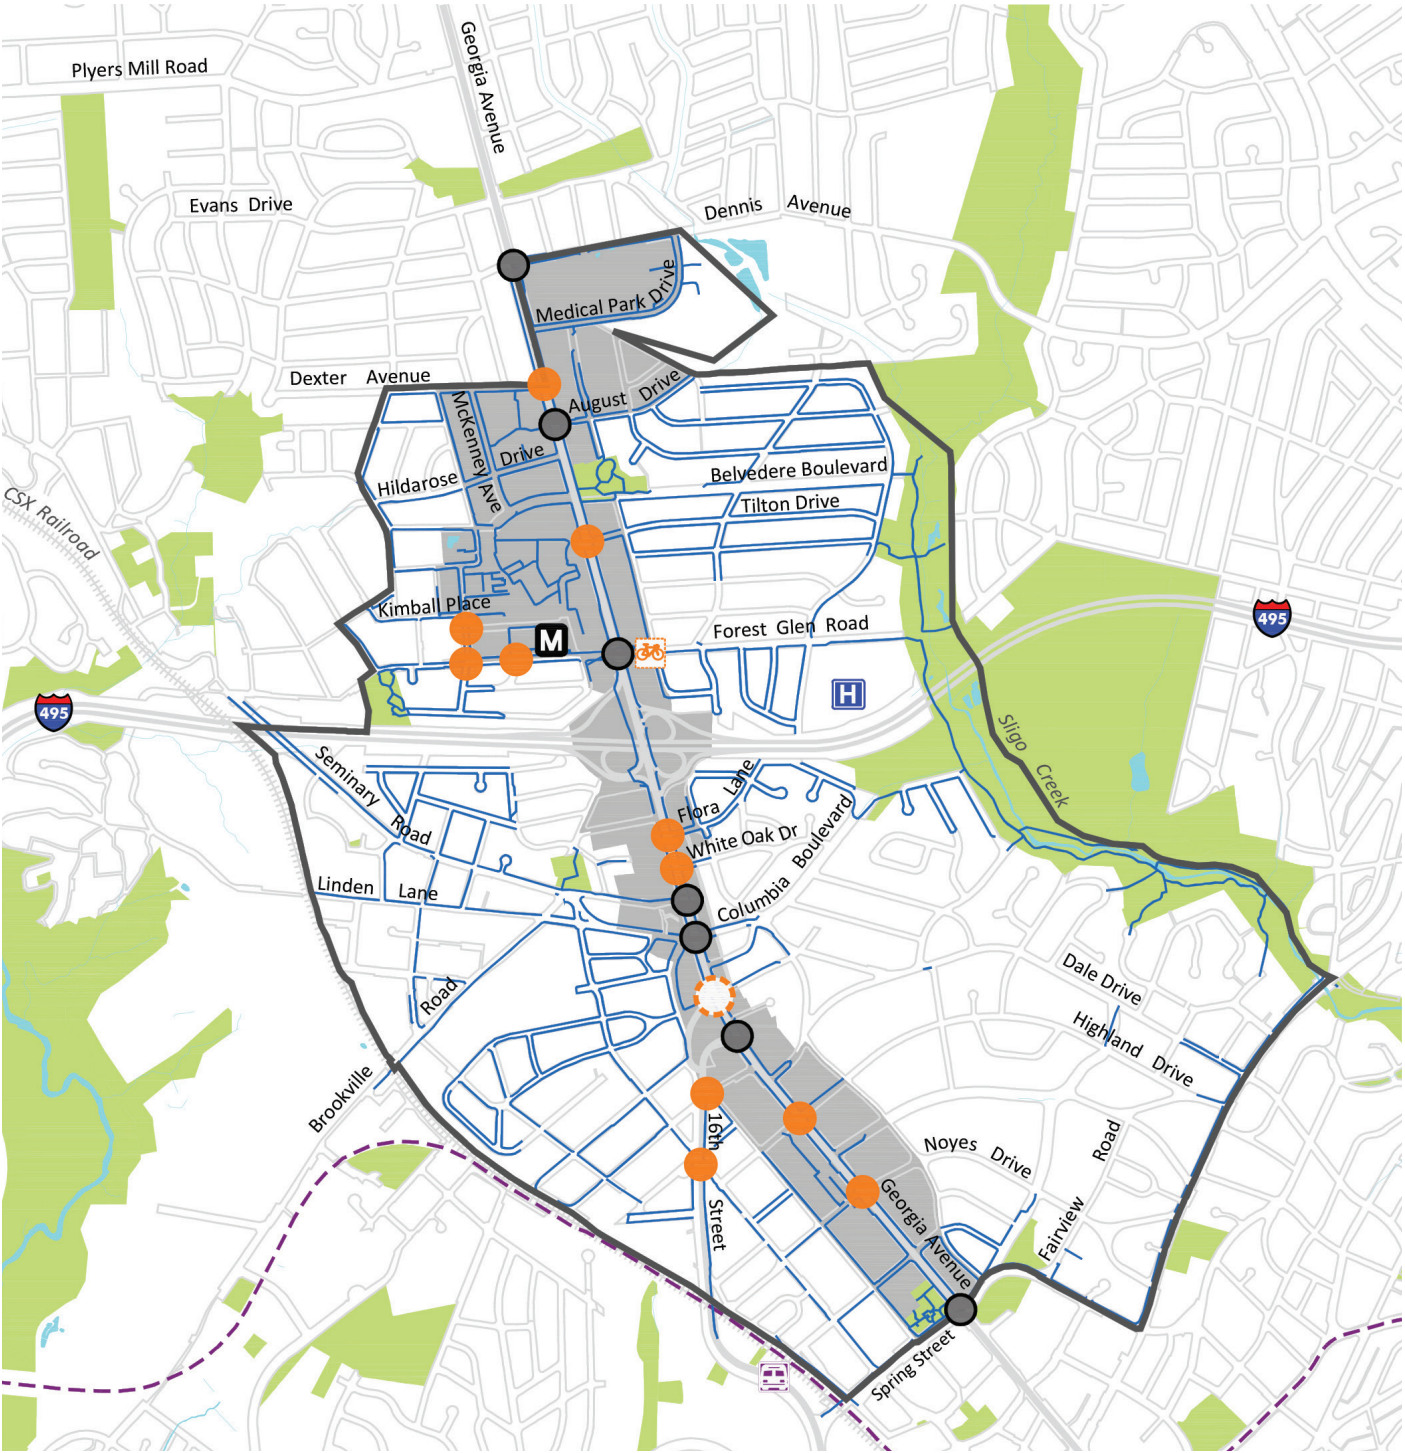 Plyers Mill Road
Georgia Avenue
Evans Drive
Dennis Avenue
Medical Park Drive
Dexter Avenue
August Drive
McKenney Ave
Hildarose Drive
Belvedere Boulevard
Tilton Drive
CSX Railroad
Kimball Place
M
Forest Glen Road
495
H
495
Sligo Creek
Seminary Road
Flora Lane
White Oak Dr
Columbia Boulevard
Linden Lane
Dale Drive
Highland Drive
Brookville Road
16th Street
Noyes Drive
Fairview Road
Georgia Avenue
Spring Street